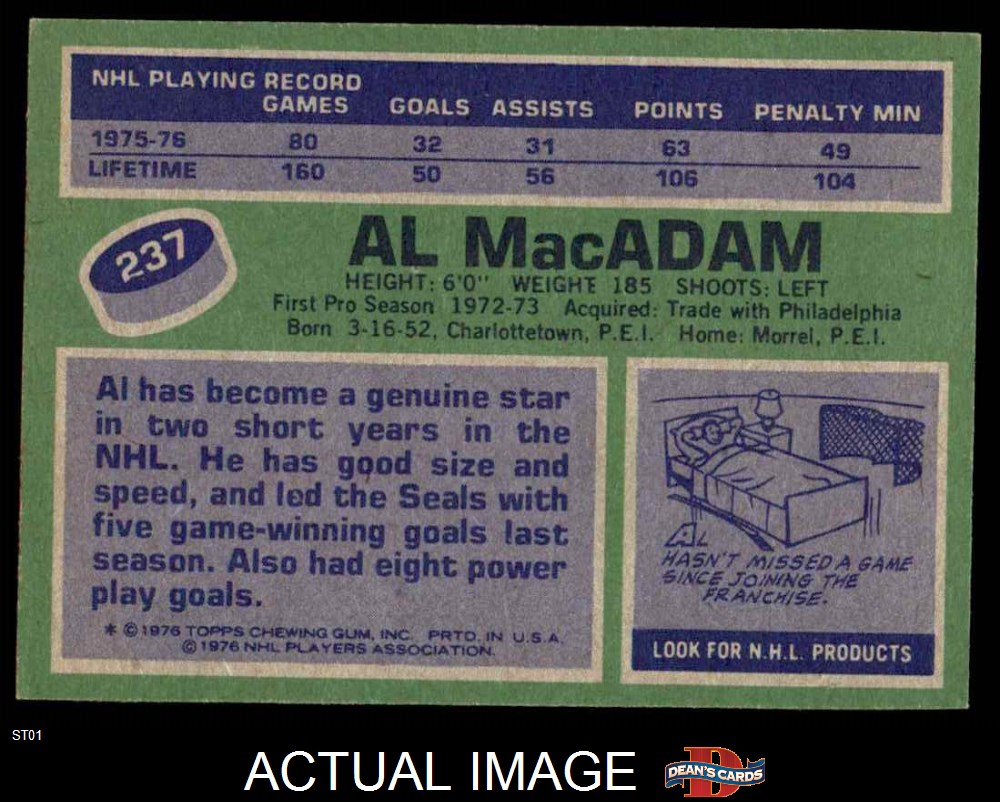 NHL PLAYING RECORD
GAMES GOALS ASSISTS POINTS PENALTY MIN
1975-76 80 32 31 63 49
LIFETIME 160 50 56 106 104
237
AL MacADAM
HEIGHT: 6'0" WEIGHT 185 SHOOTS: LEFT
First Pro Season 1972-73 Acquired: Trade with Philadelphia
Born 3-16-52, Charlottetown, P.E.I. Home: Morrel, P.E.I.
Al has become a genuine star
in two short years in the
NHL. He has good size and
speed, and led the Seals with
five game-winning goals last
season. Also had eight power
play goals.
* © 1976 TOPPS CHEWING GUM, INC. PRTD. IN U.S.A.
© 1976 NHL PLAYERS ASSOCIATION.
AL
HASN'T MISSED A GAME
SINCE JOINING THE
FRANCHISE.
LOOK FOR N.H.L. PRODUCTS
ST01
ACTUAL IMAGE
D
DEAN'S CARDS